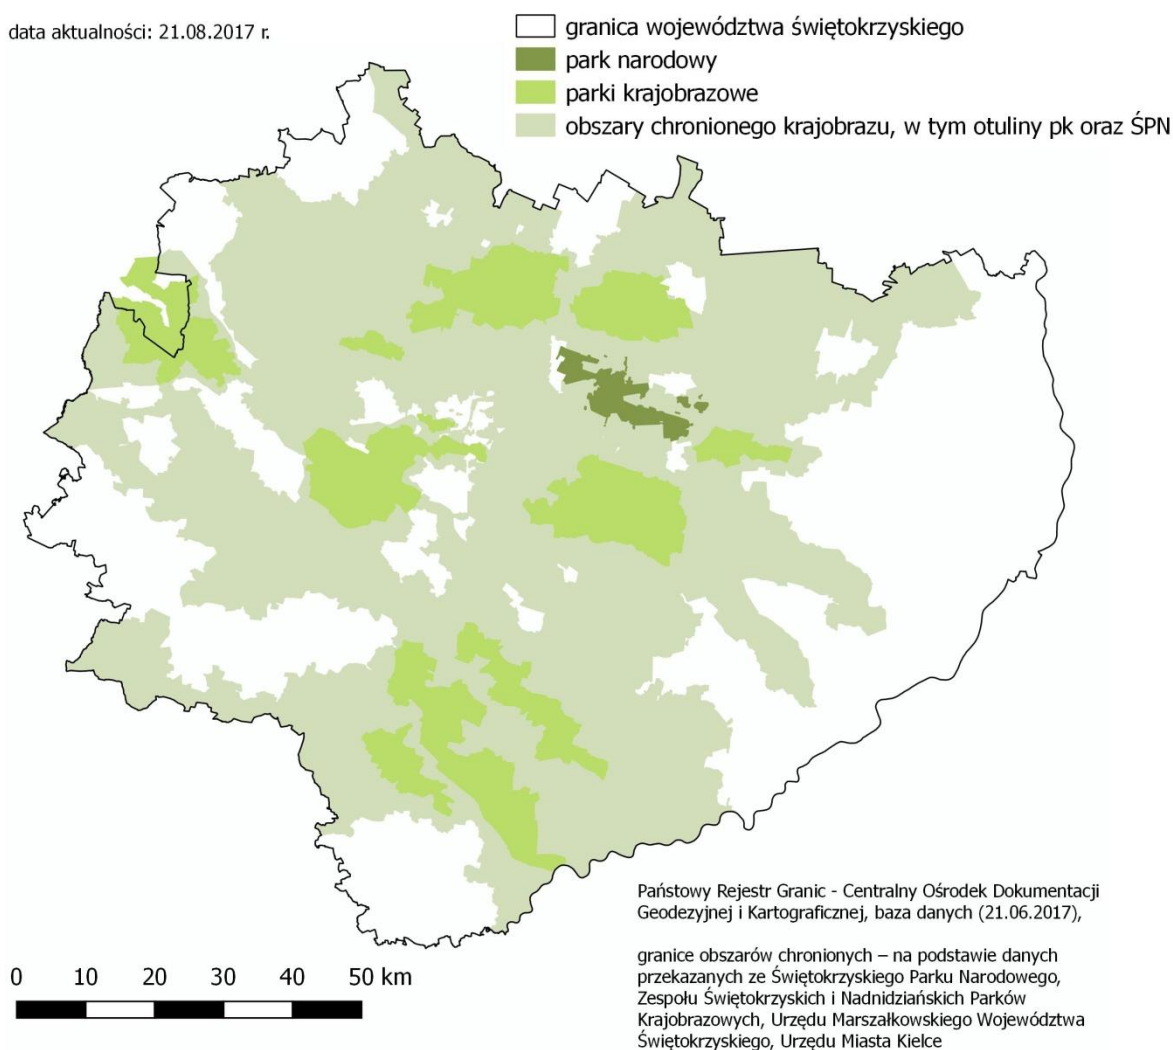 data aktualności: 21.08.2017 r.
granica województwa świętokrzyskiego
park narodowy
parki krajobrazowe
obszary chronionego krajobrazu, w tym otuliny pk oraz ŚPN
0 10 20 30 40 50 km
Państowy Rejestr Granic - Centralny Ośrodek Dokumentacji
Geodezyjnej i Kartograficznej, baza danych (21.06.2017),
granice obszarów chronionych – na podstawie danych
przekazanych ze Świętokrzyskiego Parku Narodowego,
Zespołu Świętokrzyskich i Nadnidziańskich Parków
Krajobrazowych, Urzędu Marszałkowskiego Województwa
Świętokrzyskiego, Urzędu Miasta Kielce